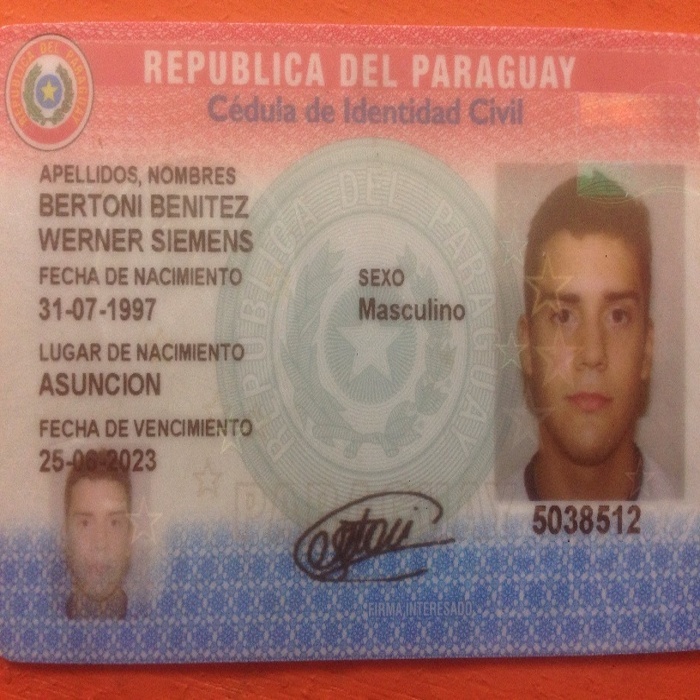 REPUBLICA DEL PARAGUAY
Cédula de Identidad Civil
APELLIDOS, NOMBRES
BERTONI BENITEZ
WERNER SIEMENS
FECHA DE NACIMIENTO
31-07-1997
SEXO
Masculino
LUGAR DE NACIMIENTO
ASUNCION
FECHA DE VENCIMIENTO
25-06-2023
5038512
FIRMA INTERESADO
REPUBLICA DEL PARAGUAY
PARAGUAY